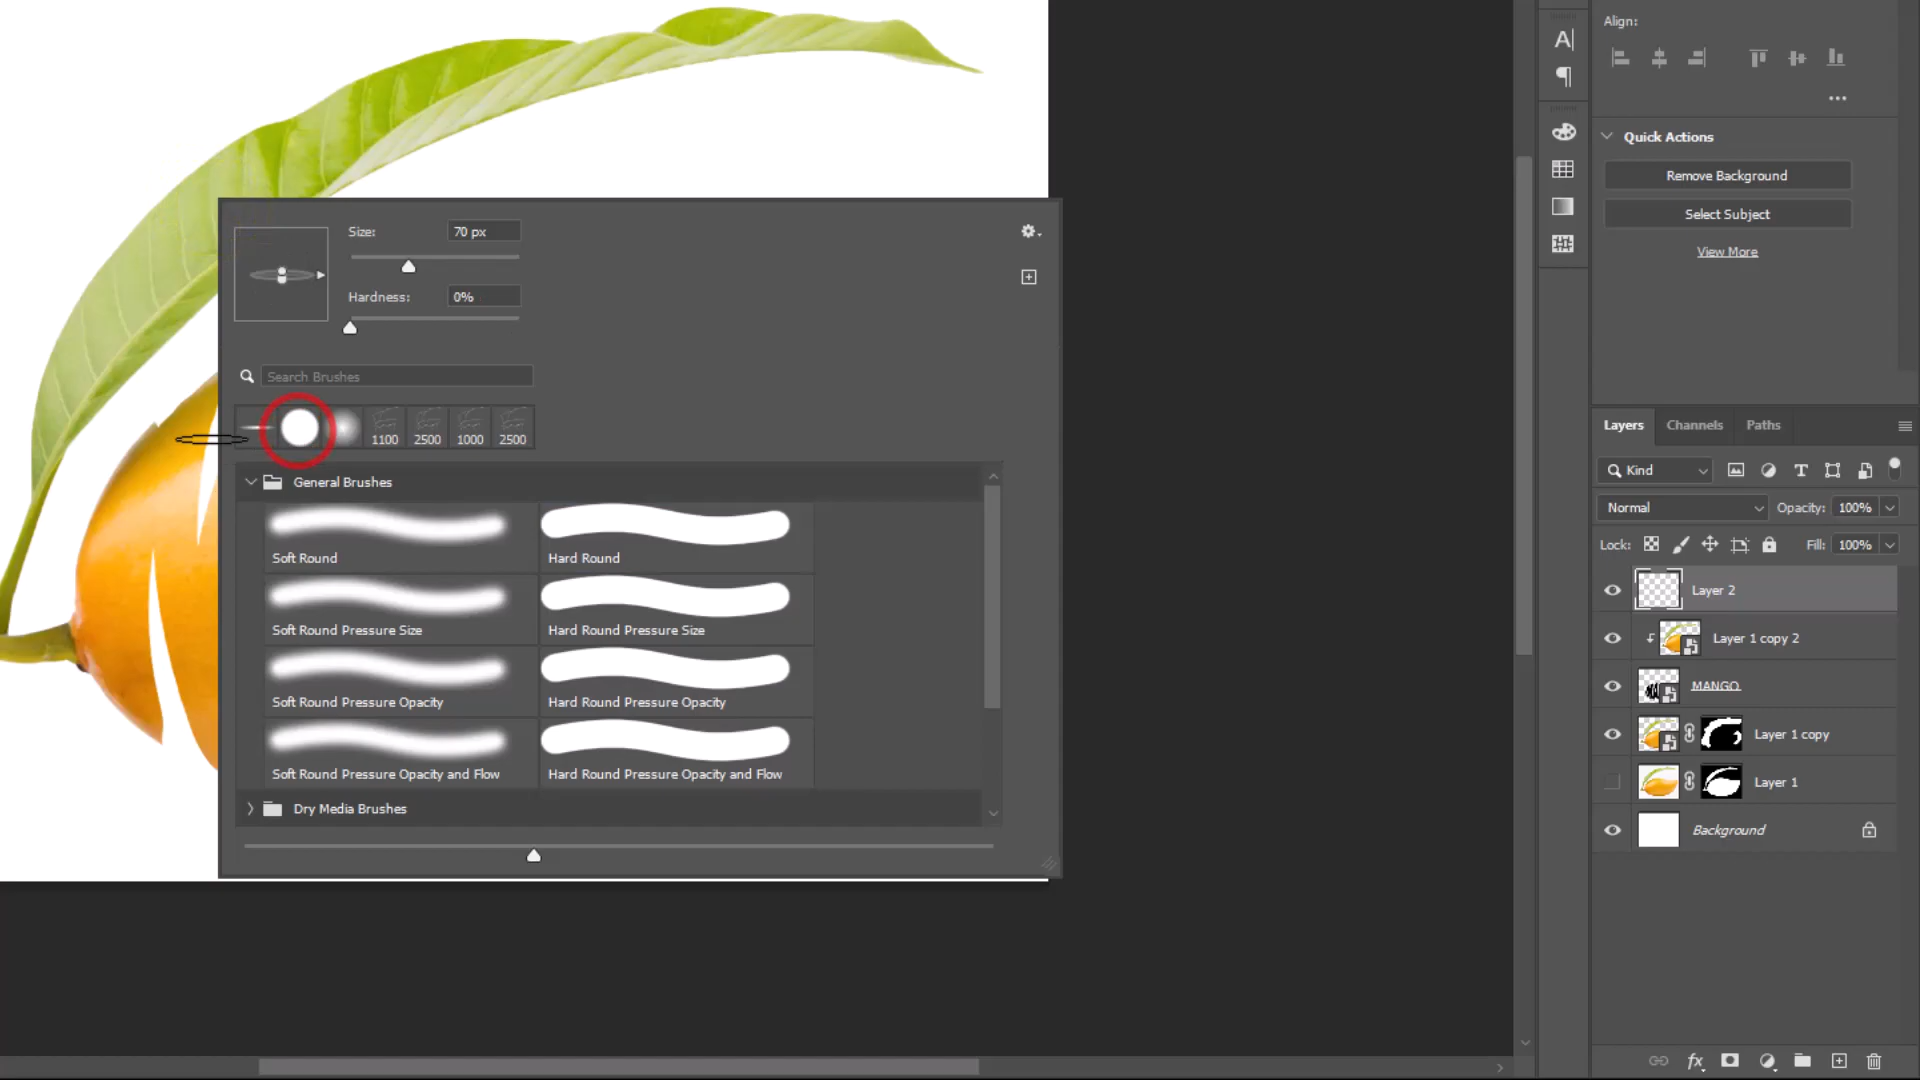 Align:
Quick Actions
Remove Background
Select Subject
View More
Size:
70 px
Hardness:
0%
Search Brushes
1100
2500
1000
2500
General Brushes
Soft Round
Hard Round
Soft Round Pressure Size
Hard Round Pressure Size
Soft Round Pressure Opacity
Hard Round Pressure Opacity
Soft Round Pressure Opacity and Flow
Hard Round Pressure Opacity and Flow
Dry Media Brushes
Layers
Channels
Paths
Kind
Normal
Opacity: 100%
Lock:
Fill: 100%
Layer 2
Layer 1 copy 2
MANGO
Layer 1 copy
Layer 1
Background
fx